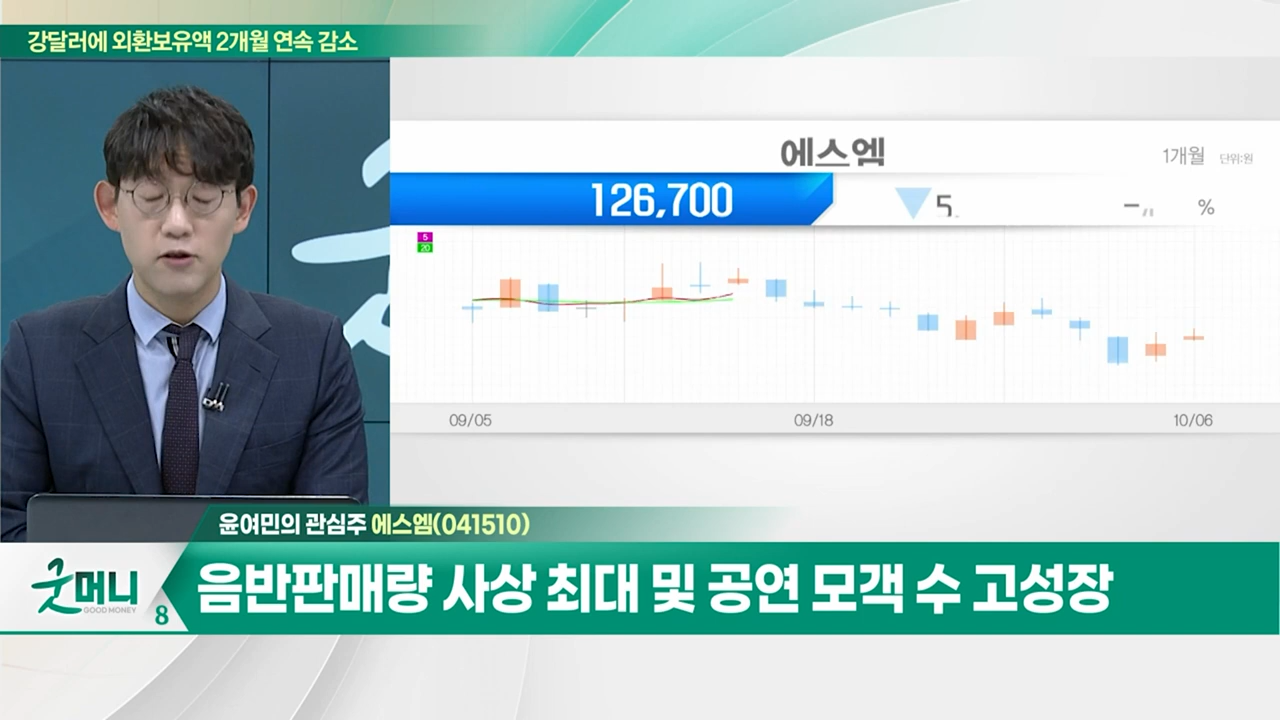 강달러에 외환보유액 2개월 연속 감소
에스엠
1개월 단위:원
126,700 ▼ 5 %
5
20
09/05 09/18 10/06
윤여민의 관심주 에스엠(041510)
굿머니
GOOD MONEY
8
음반판매량 사상 최대 및 공연 모객 수 고성장